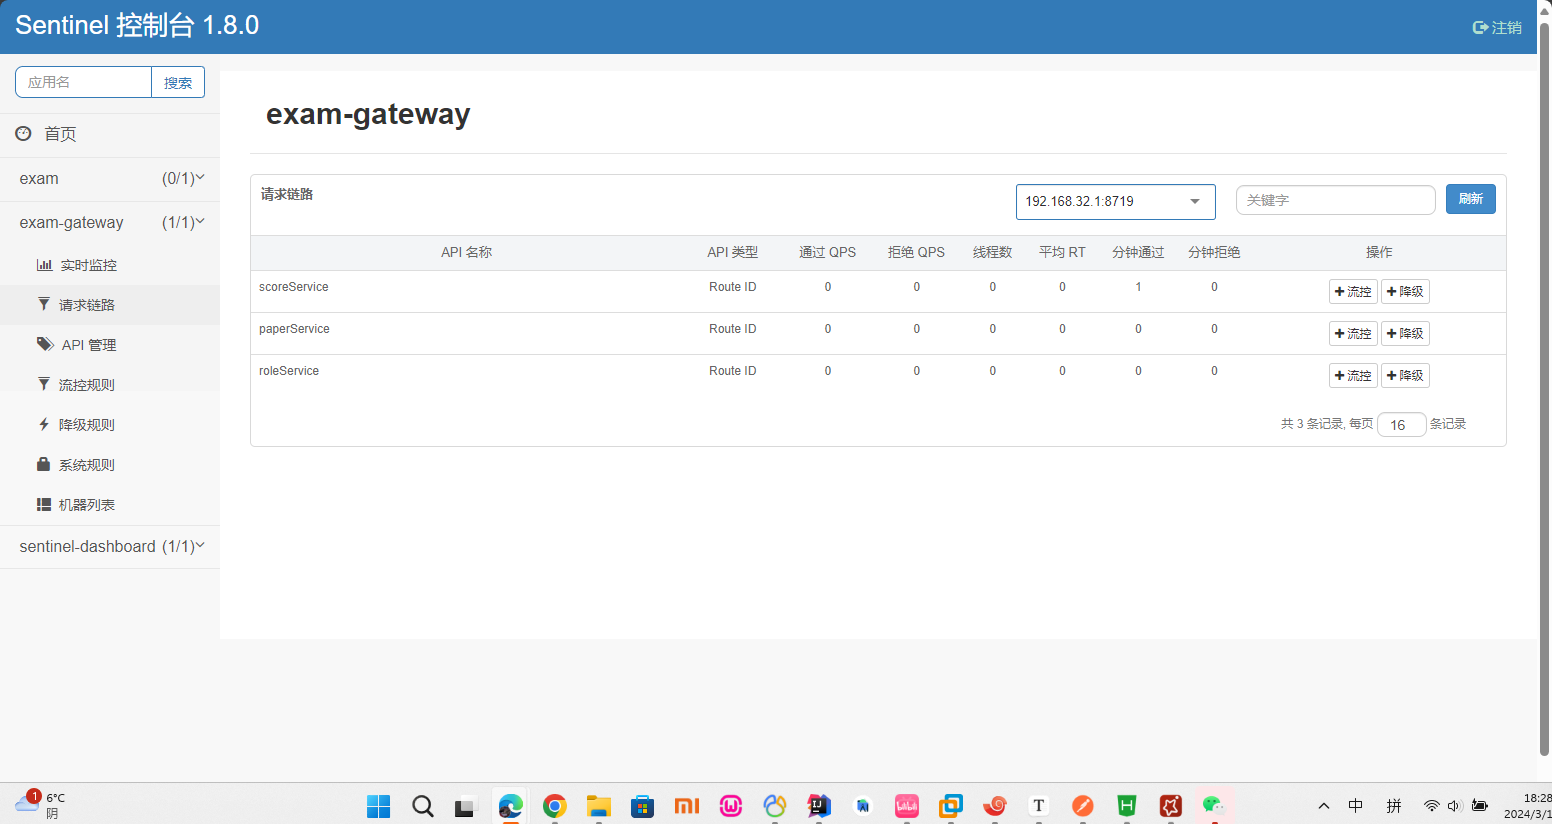 Sentinel 控制台 1.8.0
注销
应用名
搜索
首页
exam (0/1)
exam-gateway (1/1)
实时监控
请求链路
API 管理
流控规则
降级规则
系统规则
机器列表
sentinel-dashboard (1/1)
exam-gateway
请求链路
192.168.32.1:8719
关键字
刷新
API 名称 API 类型 通过 QPS 拒绝 QPS 线程数 平均 RT 分钟通过 分钟拒绝 操作
scoreService Route ID 0 0 0 0 1 0 流控 降级
paperService Route ID 0 0 0 0 0 0 流控 降级
roleService Route ID 0 0 0 0 0 0 流控 降级
共 3 条记录, 每页 16 条记录
1
6°C
阴
中
拼
18:28
2024/3/1